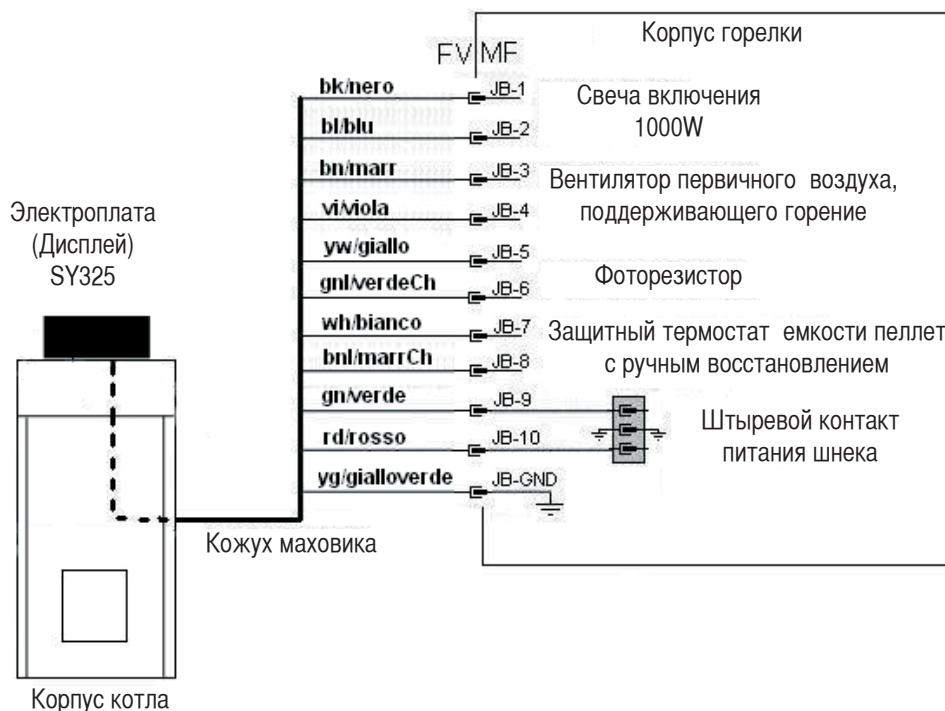 Корпус горелки
FV MF
bk/nero JB-1
Свеча включения
1000W
bl/blu JB-2
bn/marr JB-3
Вентилятор первичного воздуха,
поддерживающего горение
vi/viola JB-4
yw/giallo JB-5
Фоторезистор
gnl/verdeCh JB-6
wh/bianco JB-7
Защитный термостат емкости пеллет
с ручным восстановлением
bnl/marrCh JB-8
gn/verde JB-9
Штыревой контакт
питания шнека
rd/rosso JB-10
yg/gialloverde JB-GND
Электроплата
(Дисплей)
SY325
Кожух маховика
Корпус котла